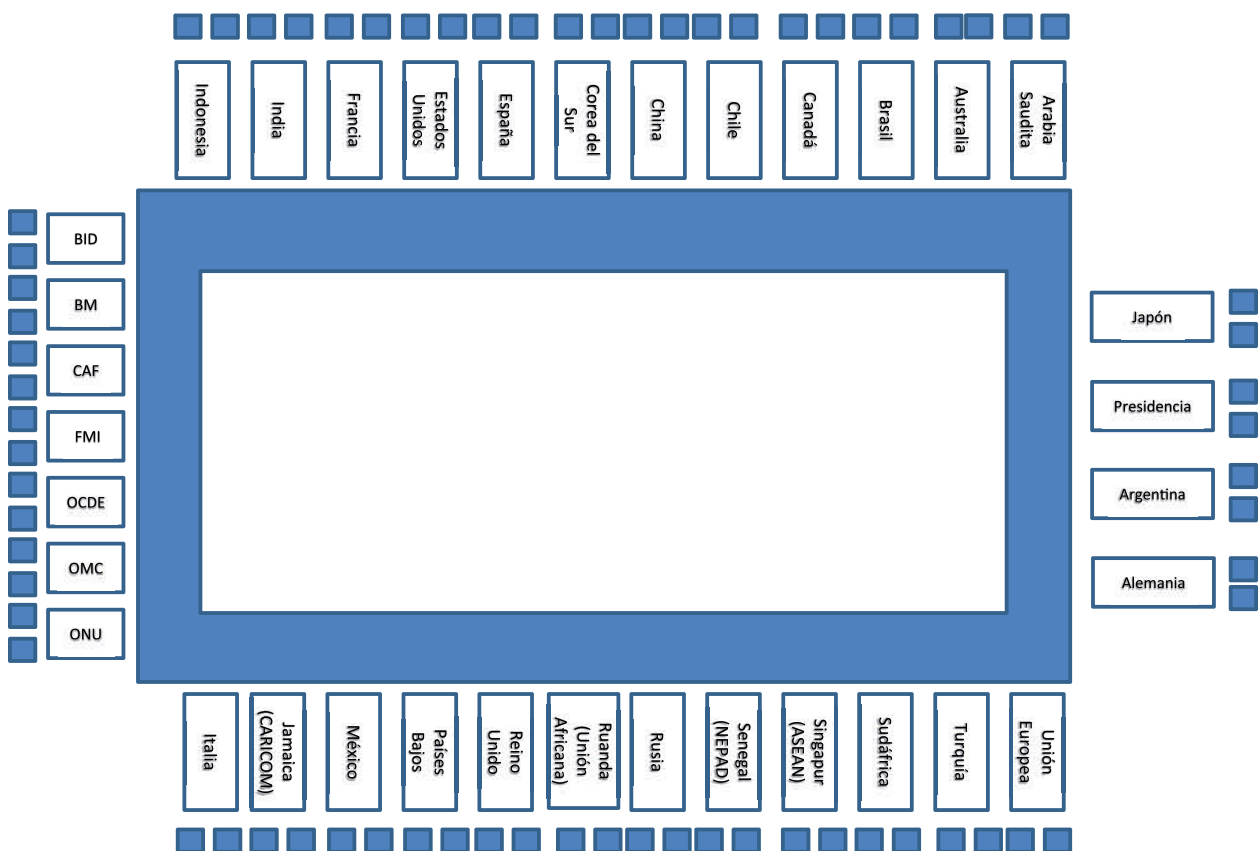 Indonesia
India
Francia
Estados
Unidos
España
Corea del
Sur
China
Chile
Canadá
Brasil
Australia
Arabia
Saudita
BID
BM
CAF
FMI
OCDE
OMC
ONU
Japón
Presidencia
Argentina
Alemania
Italia
Jamaica
(CARICOM)
México
Países
Bajos
Reino
Unido
Ruanda
(Unión
Africana)
Rusia
Senegal
(NEPAD)
Singapur
(ASEAN)
Sudáfrica
Turquía
Unión
Europea